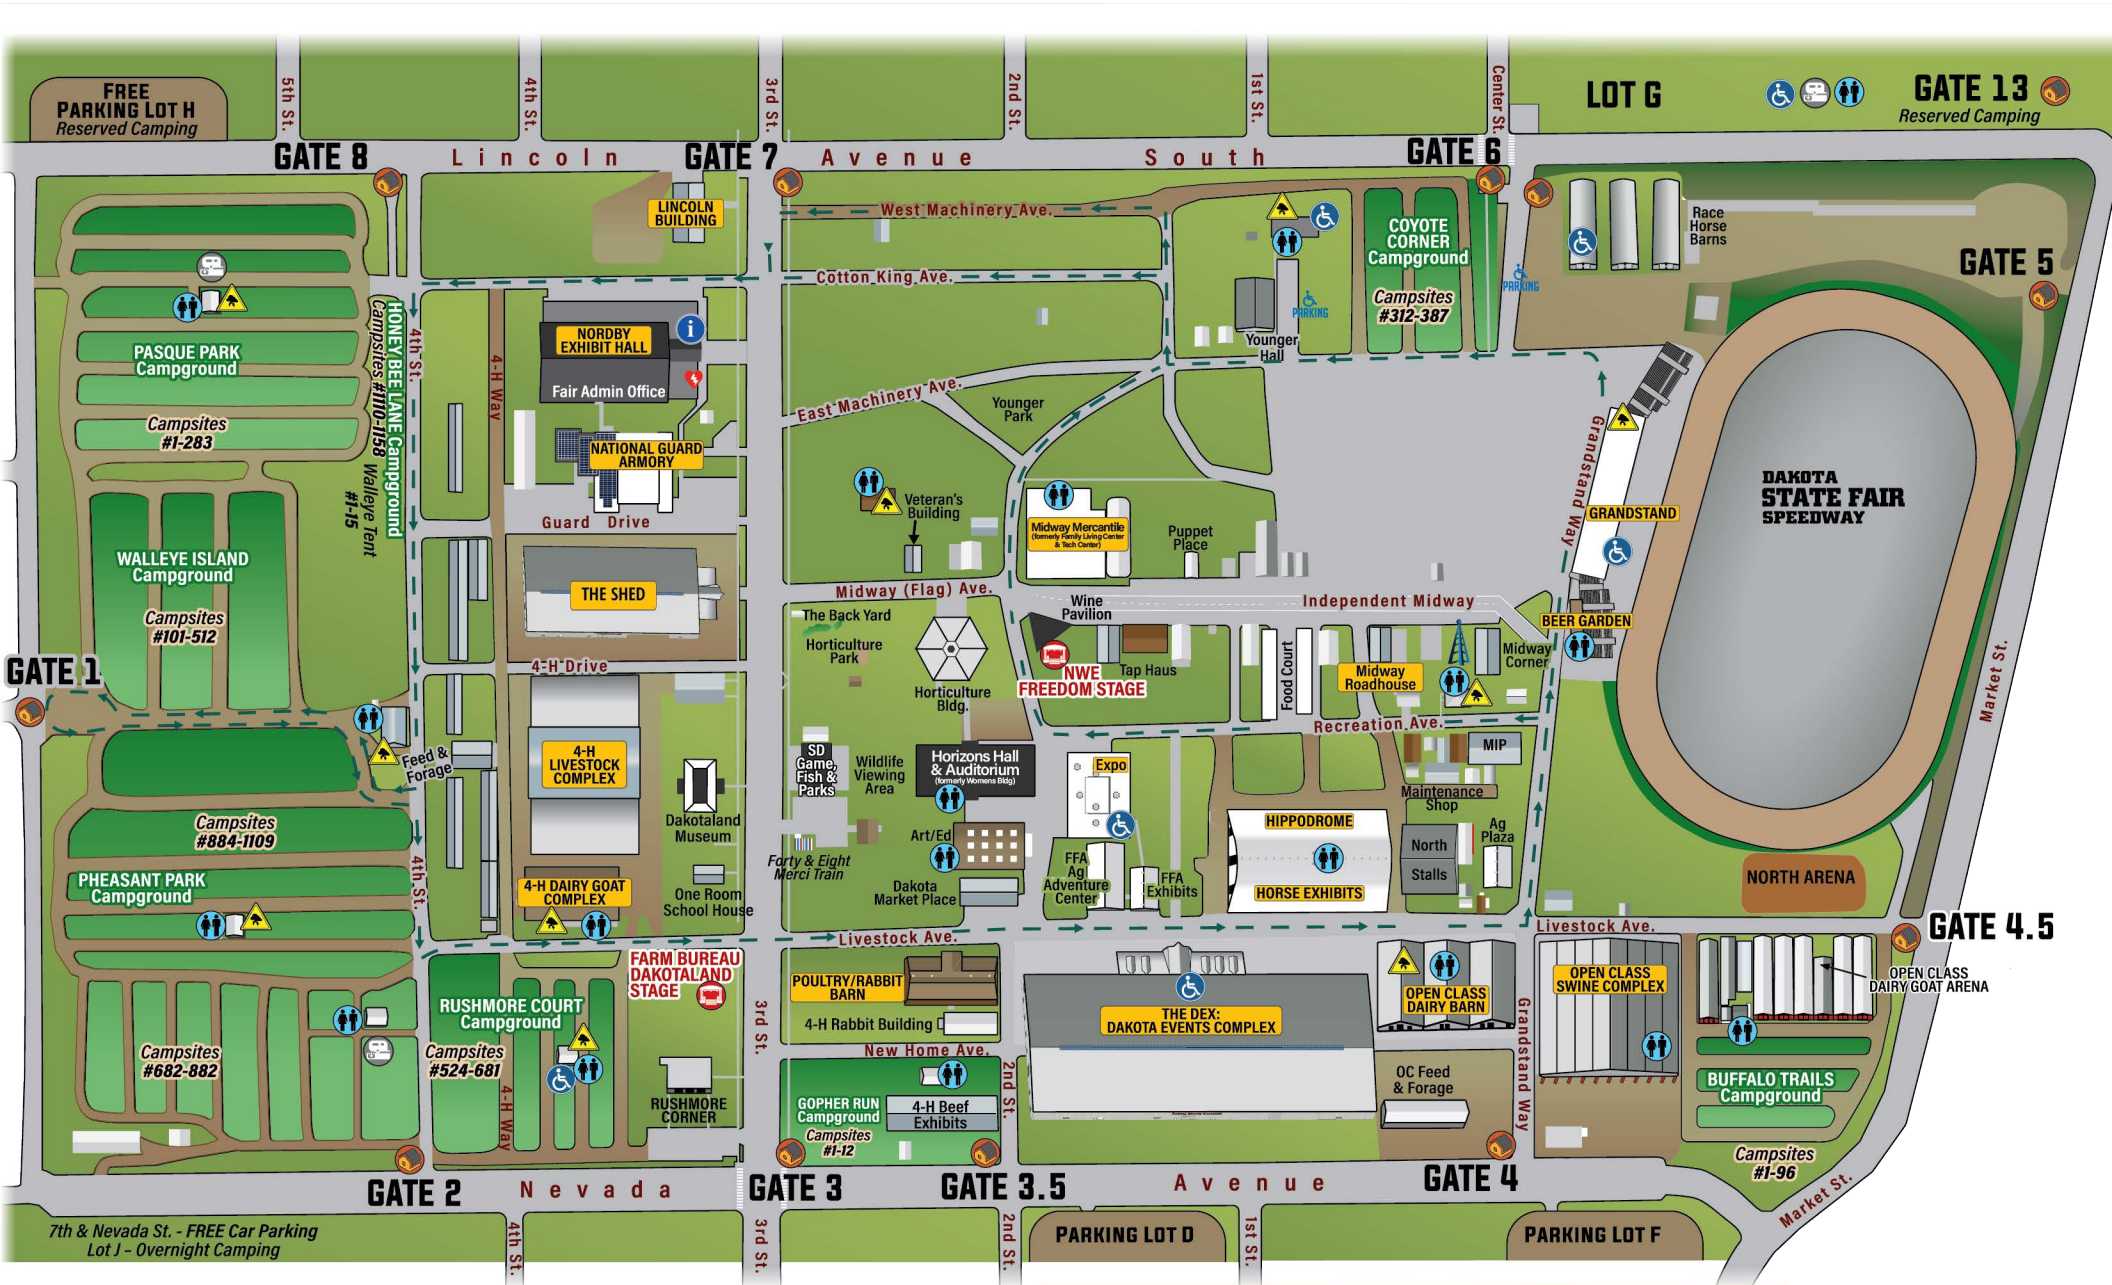 FREE
PARKING LOT H
Reserved Camping
5th St.
4th St.
3rd St.
2nd St.
1st St.
Center St.
LOT G
GATE 13
Reserved Camping
GATE 8
Lincoln
GATE 7
Avenue
South
GATE 6
GATE 5
LINCOLN
BUILDING
West Machinery Ave.
Cotton King Ave.
COYOTE
CORNER
Campground
Campsites
#312-387
PARKING
PARKING
Race
Horse
Barns
Younger
Hall
PASQUE PARK
Campground
Campsites
#1-283
HONEY BEE LANE Campground
Campsites #1110-1158
Walleye Tent
#1-15
4th St.
4-H Way
NORDBY
EXHIBIT HALL
i
Fair Admin Office
NATIONAL GUARD
ARMORY
Guard Drive
East Machinery Ave.
Younger
Park
Veteran's
Building
Midway Mercantile
(formerly Family Living Center
& Tech Center)
Puppet
Place
Grandstand Way
GRANDSTAND
DAKOTA
STATE FAIR
SPEEDWAY
WALLEYE ISLAND
Campground
Campsites
#101-512
THE SHED
Midway (Flag) Ave.
Independent Midway
BEER GARDEN
The Back Yard
Horticulture
Park
Horticulture
Bldg.
Wine
Pavilion
NWE
FREEDOM STAGE
Tap Haus
Food Court
Midway
Roadhouse
Midway
Corner
Market St.
GATE 1
4-H Drive
Recreation Ave.
Feed &
Forage
4-H
LIVESTOCK
COMPLEX
Dakotaland
Museum
SD
Game,
Fish &
Parks
Wildlife
Viewing
Area
Horizons Hall
& Auditorium
(formerly Womens Bldg)
Expo
MIP
Maintenance
Shop
Campsites
#884-1109
PHEASANT PARK
Campground
4th St.
4-H DAIRY GOAT
COMPLEX
One Room
School House
Forty & Eight
Merci Train
Art/Ed
Dakota
Market Place
FFA
Ag
Adventure
Center
FFA
Exhibits
HIPPODROME
HORSE EXHIBITS
North
Stalls
Ag
Plaza
NORTH ARENA
Livestock Ave.
Livestock Ave.
GATE 4.5
FARM BUREAU
DAKOTALAND
STAGE
POULTRY/RABBIT
BARN
4-H Rabbit Building
New Home Ave.
THE DEX:
DAKOTA EVENTS COMPLEX
OPEN CLASS
DAIRY BARN
OPEN CLASS
SWINE COMPLEX
OPEN CLASS
DAIRY GOAT ARENA
RUSHMORE COURT
Campground
Campsites
#524-681
Campsites
#682-882
4-H Way
RUSHMORE
CORNER
3rd St.
GOPHER RUN
Campground
Campsites
#1-12
4-H Beef
Exhibits
2nd St.
OC Feed
& Forage
Grandstand Way
BUFFALO TRAILS
Campground
Campsites
#1-96
GATE 2
Nevada
GATE 3
GATE 3.5
Avenue
GATE 4
Market St.
7th & Nevada St. - FREE Car Parking
Lot J - Overnight Camping
4th St.
3rd St.
2nd St.
PARKING LOT D
1st St.
PARKING LOT F